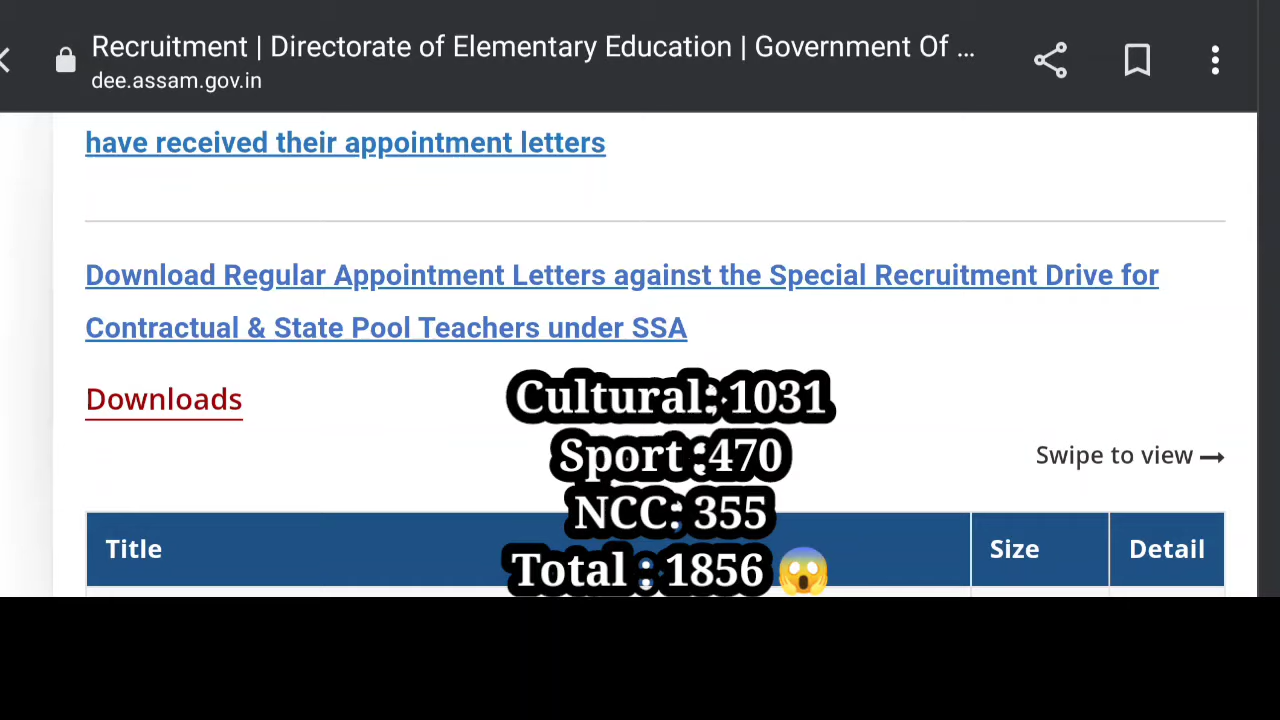 Recruitment | Directorate of Elementary Education | Government Of ...
dee.assam.gov.in
have received their appointment letters
Download Regular Appointment Letters against the Special Recruitment Drive for
Contractual & State Pool Teachers under SSA
Downloads
Cultural: 1031
Sport :470
NCC: 355
Total : 1856 😱
Swipe to view →
Title Size Detail